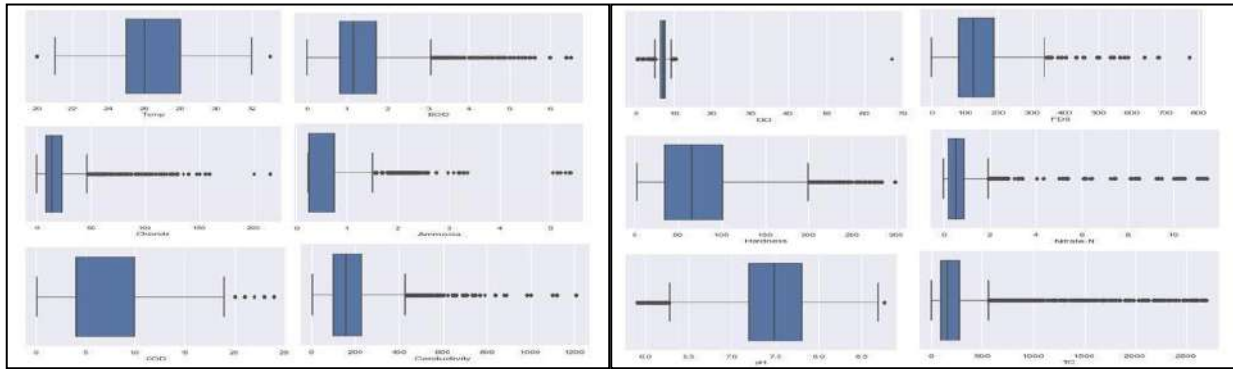 20 22 24 26 28 30 32
Temp
0 1 2 3 4 5 6
BOD
0 50 100 150 200
Chloride
0 1 2 3 4 5
Ammonia
0 5 10 15 20 25
0 200 400 600 800 1000 1200
Conductivity
0 10 20 30 40 50 60 70
DO
0 100 200 300 400 500 600 700 800
0 50 100 150 200 250 300
Hardness
0 2 4 6 8 10
Nitrate-N
6.0 6.5 7.0 7.5 8.0 8.5
pH
0 500 1000 1500 2000 2500
TC